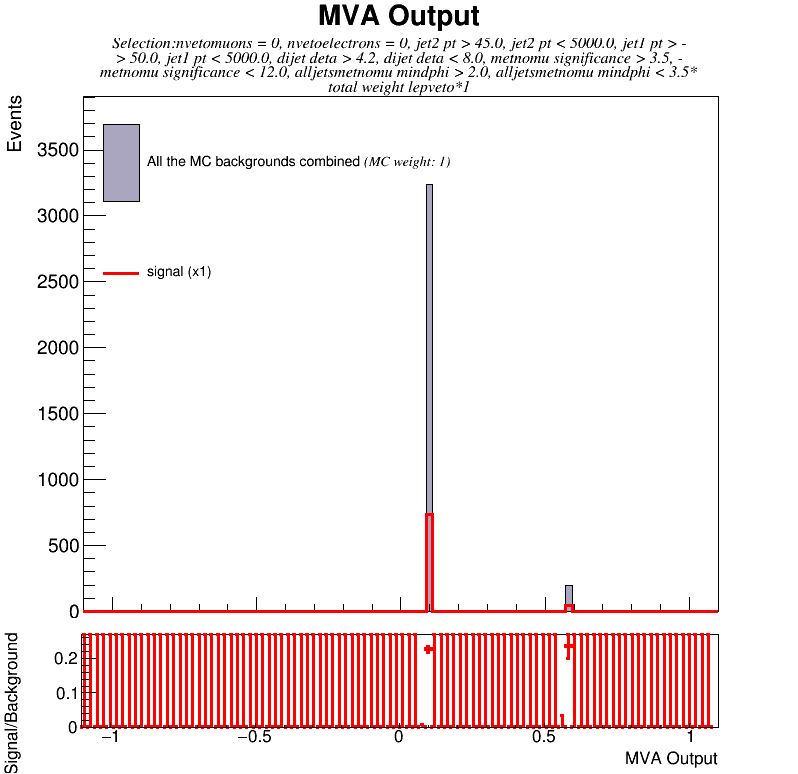 MVA Output
Selection:nvetomuons = 0, nvetoelectrons = 0, jet2 pt > 45.0, jet2 pt < 5000.0, jet1 pt > -
> 50.0, jet1 pt < 5000.0, dijet deta > 4.2, dijet deta < 8.0, metnomu significance > 3.5, -
metnomu significance < 12.0, alljetsmetnomu mindphi > 2.0, alljetsmetnomu mindphi < 3.5*
total weight lepveto*1
Events
3500
3000
2500
2000
1500
1000
500
0
All the MC backgrounds combined (MC weight: 1)
signal (x1)
Signal/Background
0.2
0.1
0
−1
−0.5
0
0.5
1
MVA Output